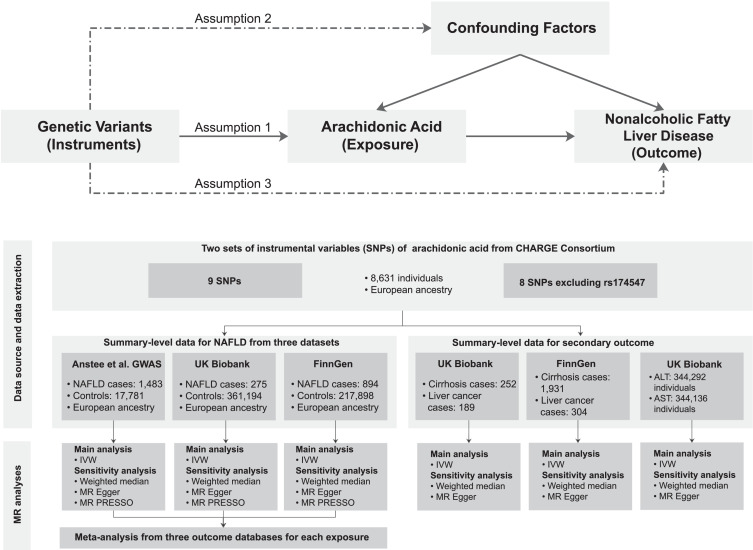 Assumption 2
Confounding Factors
Genetic Variants
(Instruments)
Assumption 1
Arachidonic Acid
(Exposure)
Nonalcoholic Fatty
Liver Disease
(Outcome)
Assumption 3
Data source and data extraction
Two sets of instrumental variables (SNPs) of arachidonic acid from CHARGE Consortium
9 SNPs
• 8,631 individuals
• European ancestry
8 SNPs excluding rs174547
Summary-level data for NAFLD from three datasets
Anstee et al. GWAS
• NAFLD cases: 1,483
• Controls: 17,781
• European ancestry
UK Biobank
• NAFLD cases: 275
• Controls: 361,194
• European ancestry
FinnGen
• NAFLD cases: 894
• Controls: 217,898
• European ancestry
Summary-level data for secondary outcome
UK Biobank
• Cirrhosis cases: 252
• Liver cancer
cases: 189
FinnGen
• Cirrhosis cases:
1,931
• Liver cancer
cases: 304
UK Biobank
• ALT: 344,292
individuals
• AST: 344,136
individuals
MR analyses
Main analysis
• IVW
Sensitivity analysis
• Weighted median
• MR Egger
• MR PRESSO
Main analysis
• IVW
Sensitivity analysis
• Weighted median
• MR Egger
• MR PRESSO
Main analysis
• IVW
Sensitivity analysis
• Weighted median
• MR Egger
• MR PRESSO
Main analysis
• IVW
Sensitivity analysis
• Weighted median
• MR Egger
Main analysis
• IVW
Sensitivity analysis
• Weighted median
• MR Egger
Main analysis
• IVW
Sensitivity analysis
• Weighted median
• MR Egger
Meta-analysis from three outcome databases for each exposure